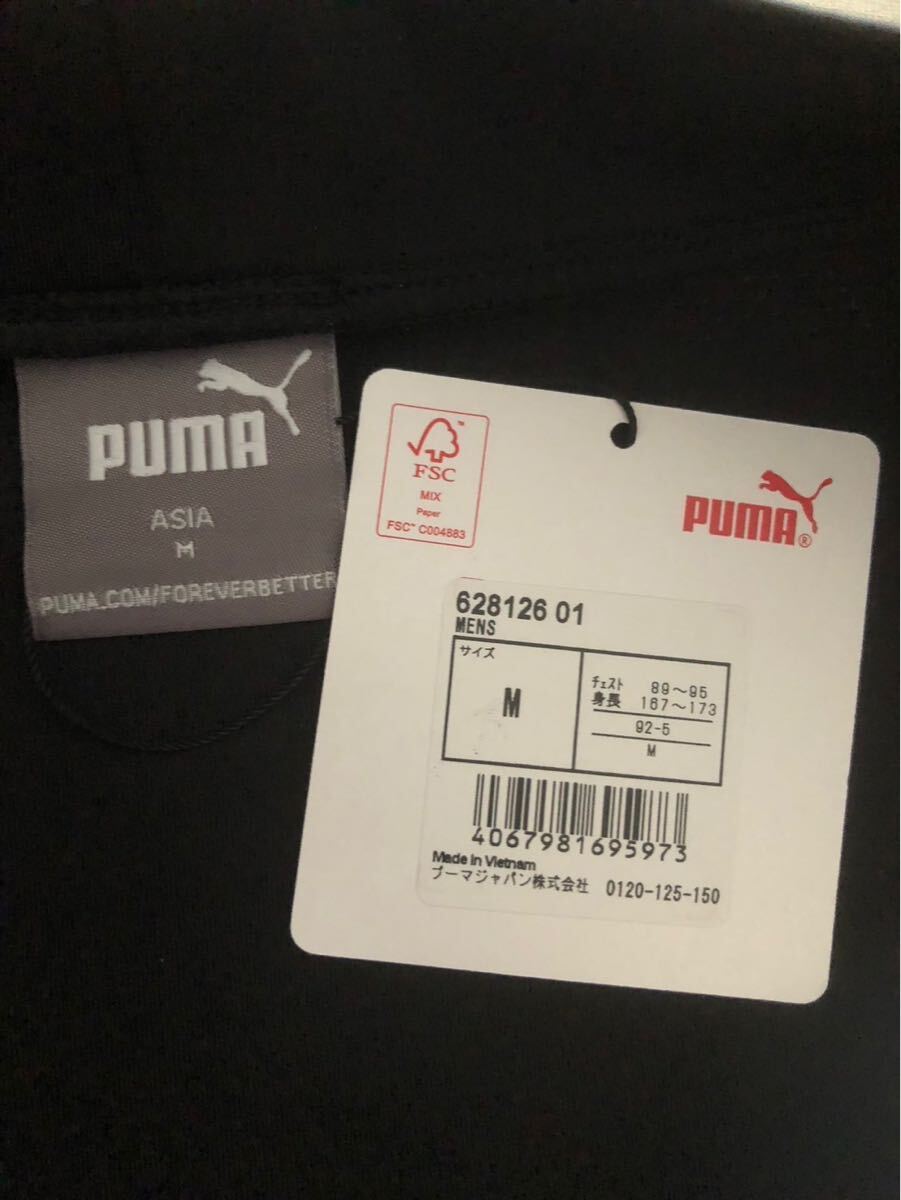 PUMA
ASIA
M
PUMA.COM/FOREVERBETTER
FSC™
MIX
Paper
FSC™ C004883
PUMA®
628126 01
MENS
サイズ
M
チェスト 89~95
身長 167~173
92-5
M
4067981695973
Made in Vietnam
プーマジャパン株式会社 0120-125-150